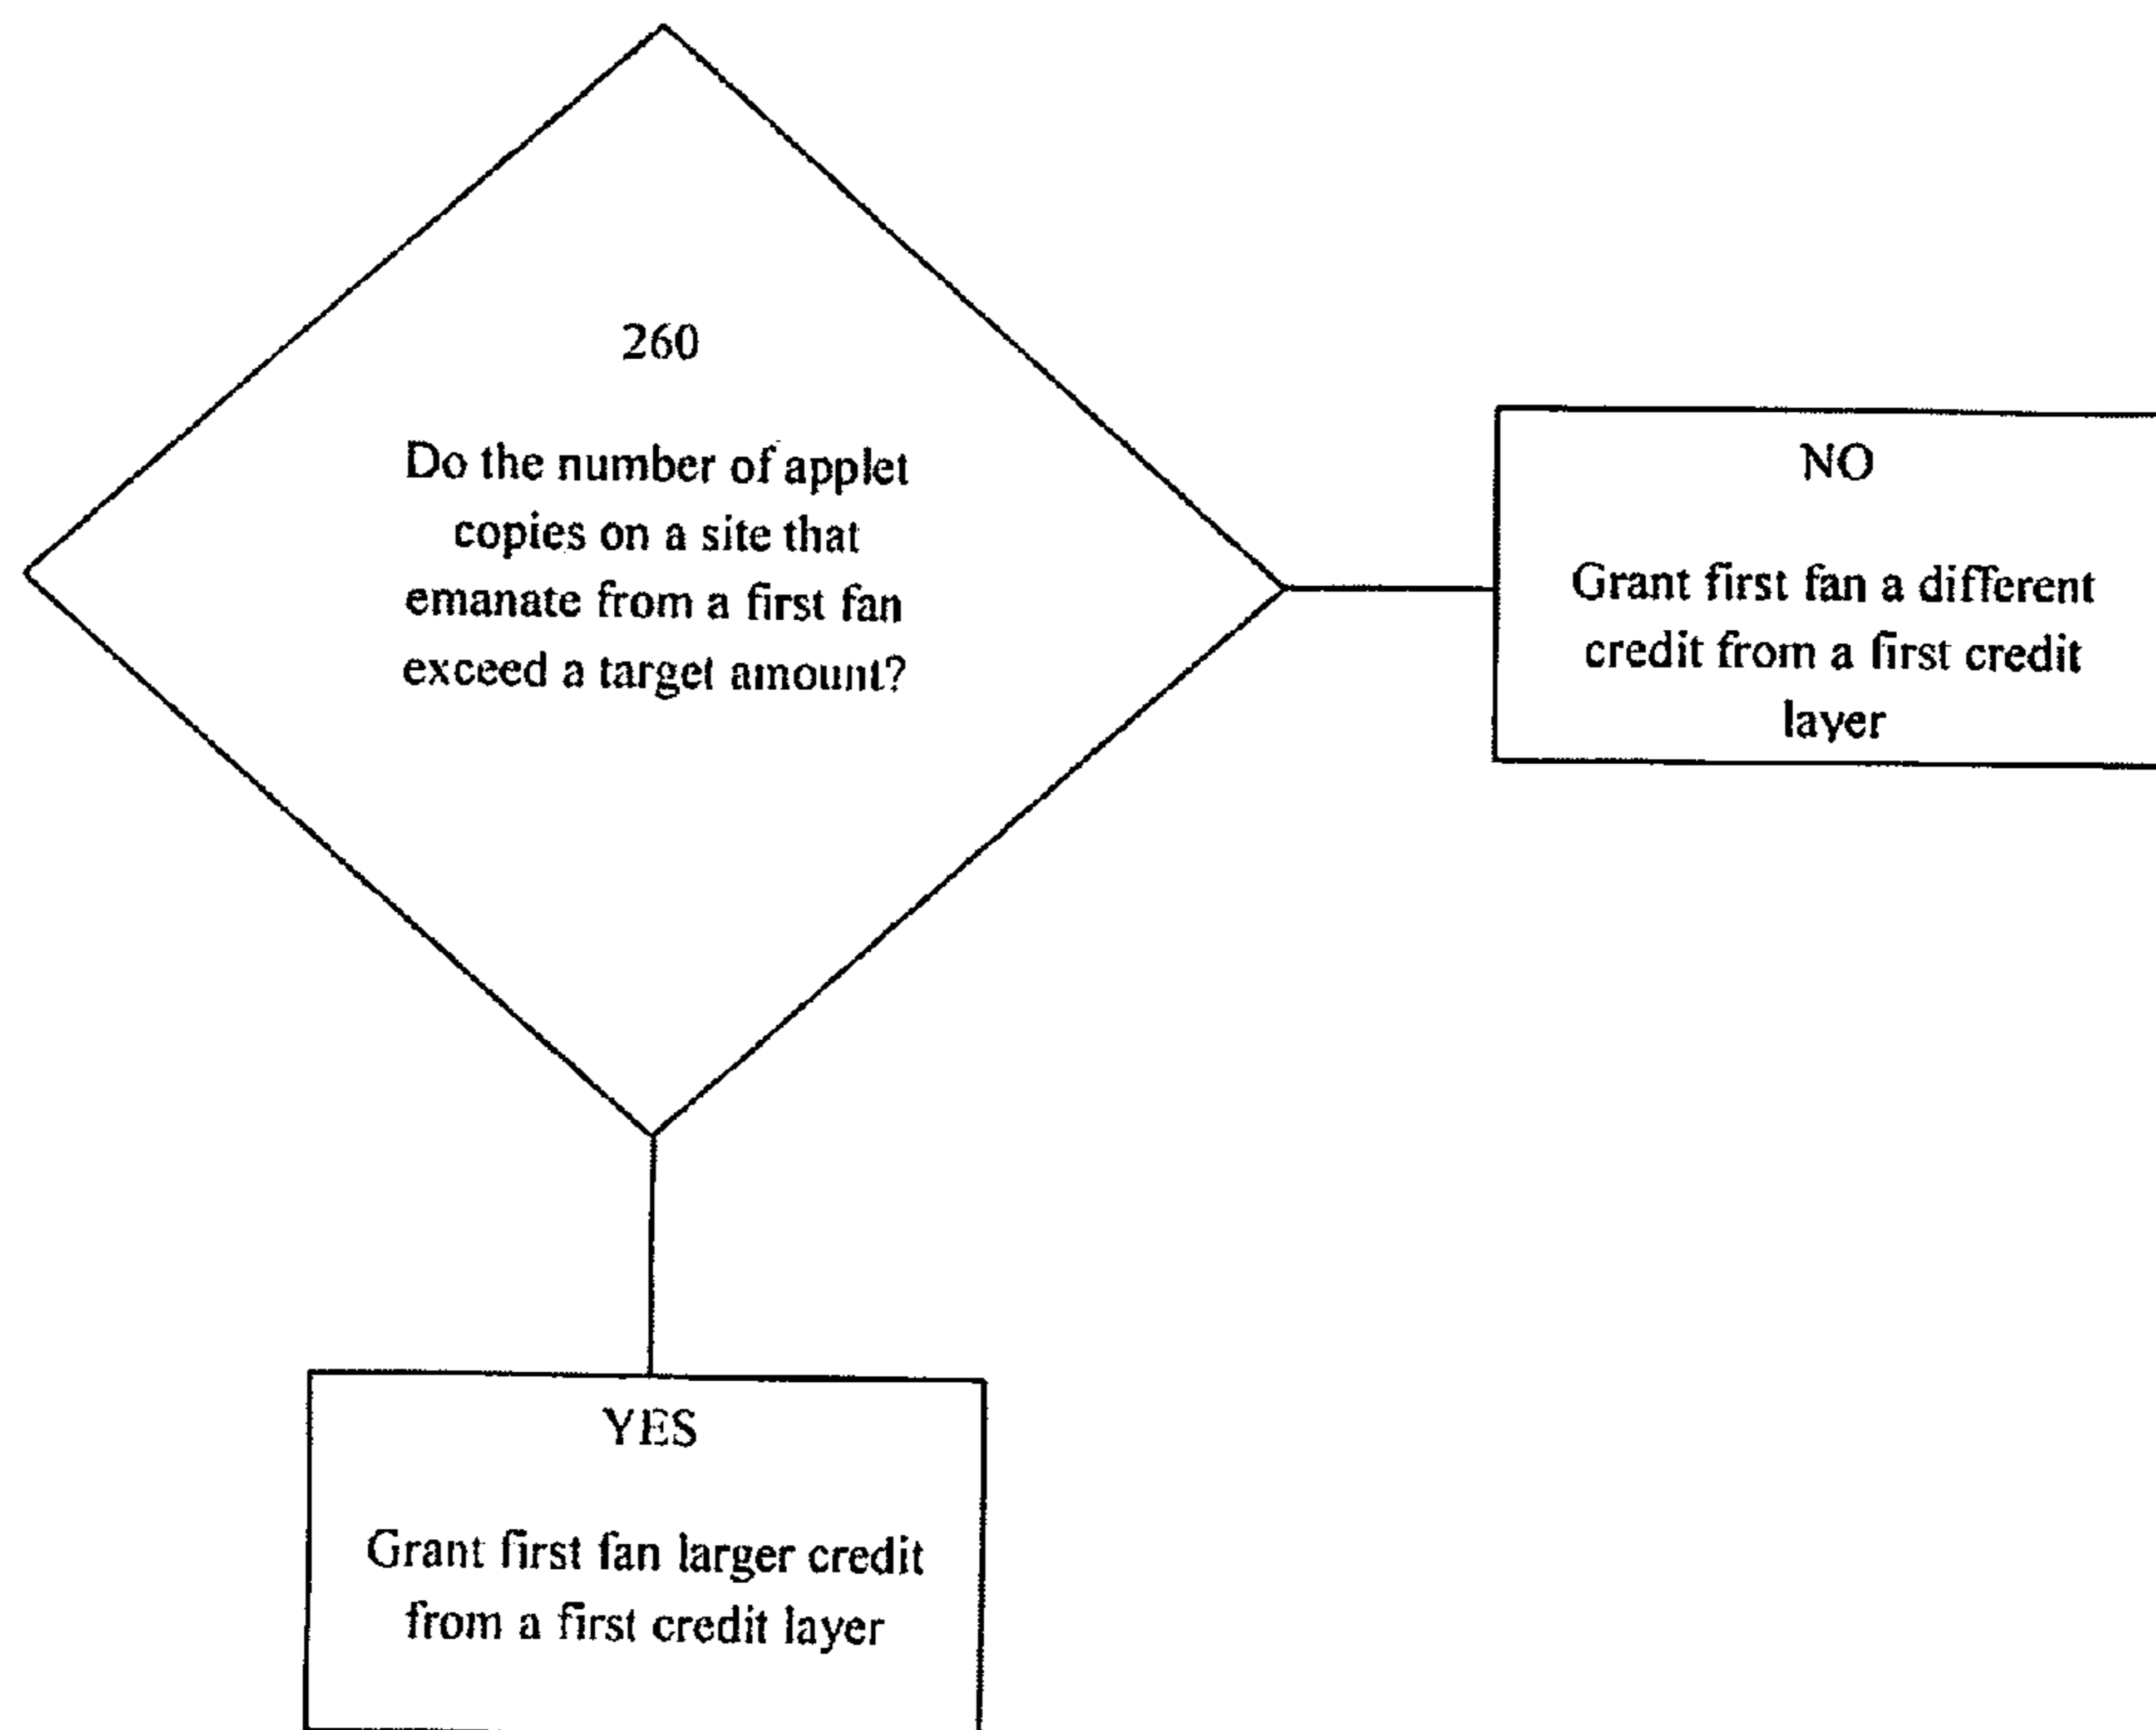 260
Do the number of applet
copies on a site that
emanate from a first fan
exceed a target amount?
NO
Grant first fan a different
credit from a first credit
layer
YES
Grant first fan larger credit
from a first credit layer